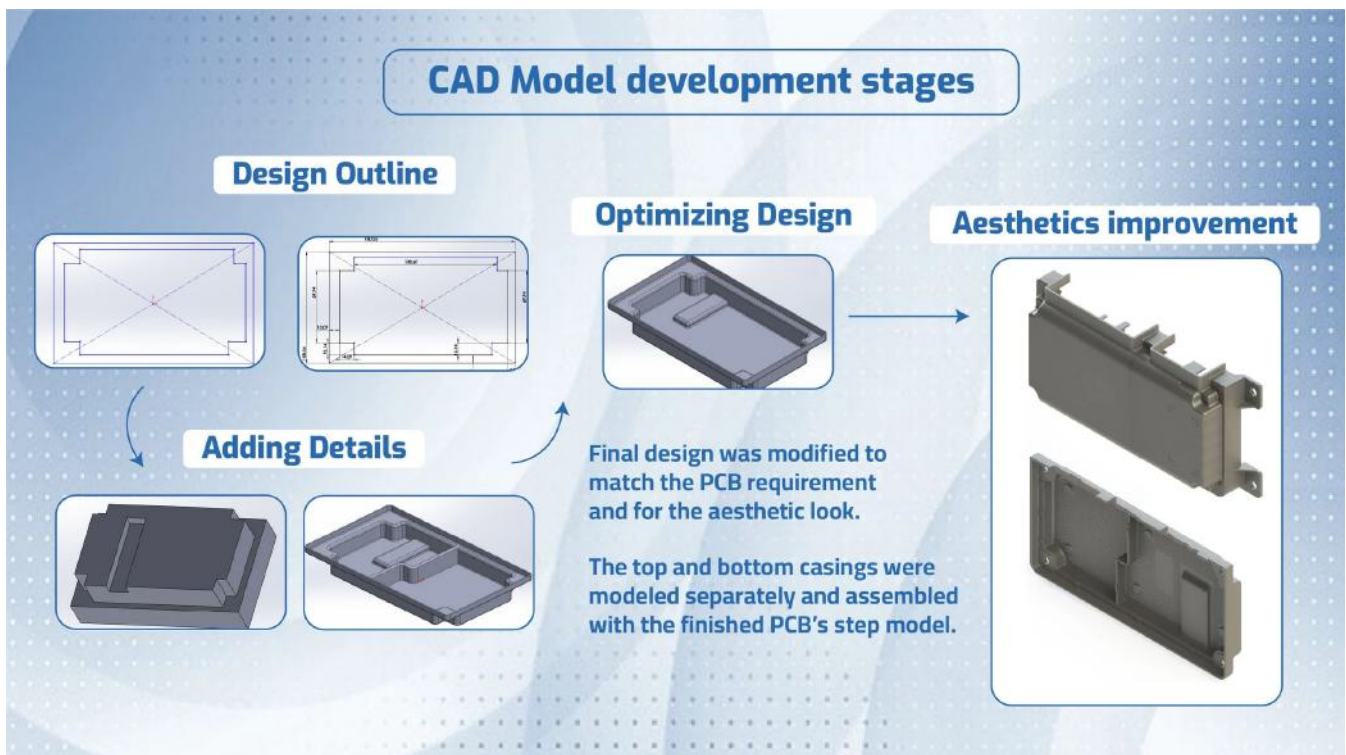 CAD Model development stages
Design Outline
Adding Details
Optimizing Design
Final design was modified to
match the PCB requirement
and for the aesthetic look.
The top and bottom casings were
modeled separately and assembled
with the finished PCB's step model.
Aesthetics improvement